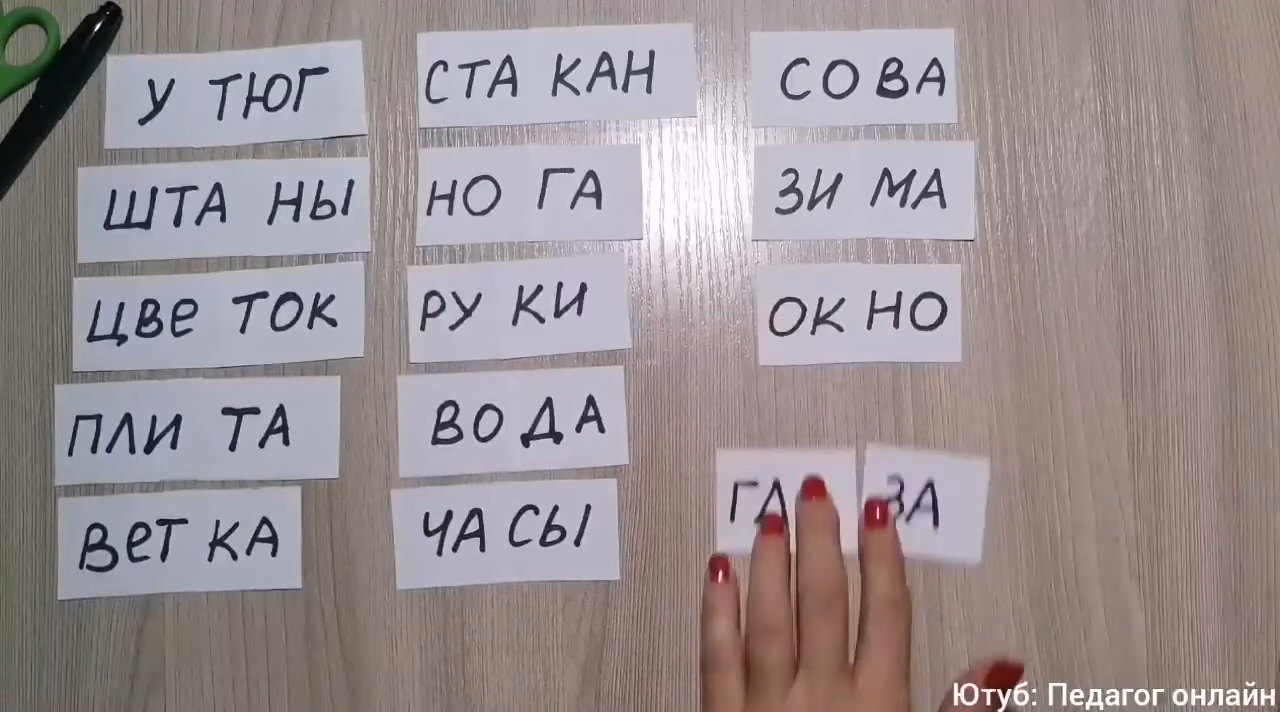 У ТЮГ
ШТА НЫ
ЦВе ТОК
ПЛИ ТА
ВеТ КА
СТА КАН
НО ГА
РУ КИ
ВО ДА
ЧА СЫ
СО ВА
ЗИ МА
ОК НО
ГА ЗА
Ютуб: Педагог онлайн